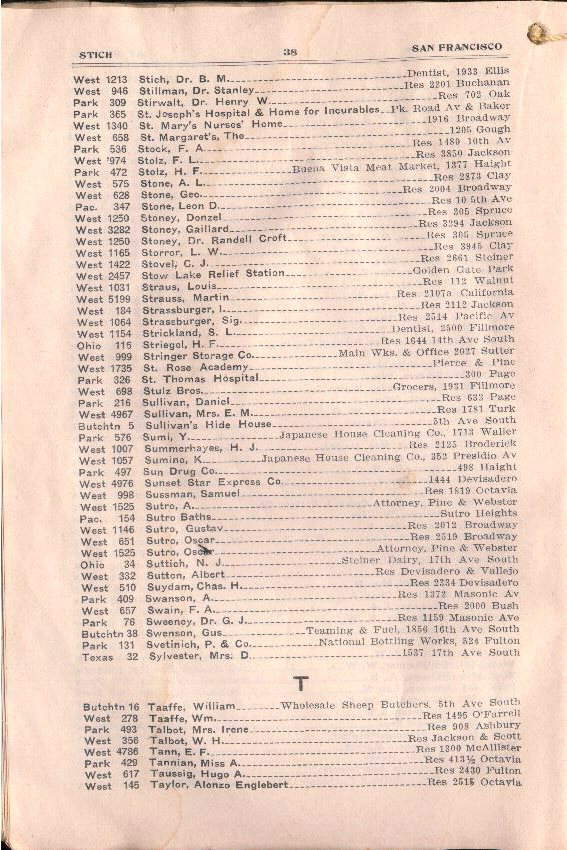 STICH 38 SAN FRANCISCO
West 1213 Stich, Dr. B. M. Dentist, 1933 Ellis
West 946 Stillman, Dr. Stanley Res 2201 Buchanan
Park 309 Stirwalt, Dr. Henry W. Res 702 Oak
Park 365 St. Joseph's Hospital & Home for Incurables Pk. Road Av & Baker
West 1340 St. Mary's Nurses' Home 1916 Broadway
West 658 St. Margaret's, The 1205 Gough
Park 536 Stock, F. A. Res 1480 10th Av
West '974 Stolz, F. L. Res 3850 Jackson
Park 472 Stolz, H. F. Buena Vista Meat Market, 1377 Haight
West 575 Stone, A. L. Res 2873 Clay
West 628 Stone, Geo. Res 2004 Broadway
Pac. 347 Stone, Leon D. Res 10 5th Ave
West 1250 Stoney, Donzel Res 305 Spruce
West 3282 Stoney, Gaillard Res 3294 Jackson
West 1250 Stoney, Dr. Randell Croft Res 305 Spruce
West 1165 Storror, L. W. Res 3945 Clay
West 1422 Stovel, C. J. Res 2661 Steiner
West 2457 Stow Lake Relief Station Golden Gate Park
West 1031 Straus, Louis Res 112 Walnut
West 5199 Strauss, Martin Res 2107a California
West 184 Strassburger, I. Res 2112 Jackson
West 1064 Strassburger, Sig. Res 2514 Pacific Av
West 1154 Strickland, S. L. Dentist, 2500 Fillmore
Ohio 116 Striegel, H. F. Res 1644 14th Ave South
West 999 Stringer Storage Co. Main Wks. & Office 2027 Sutter
West 1735 St. Rose Academy Pierce & Pine
Park 326 St. Thomas Hospital 300 Page
West 698 Stulz Bros. Grocers, 1931 Fillmore
Park 216 Sullivan, Daniel Res 633 Page
West 4967 Sullivan, Mrs. E. M. Res 1781 Turk
Butchtn 5 Sullivan's Hide House 5th Ave South
Park 576 Sumi, Y. Japanese House Cleaning Co., 1713 Waller
West 1007 Summerhayes, H. J. Res 2125 Broderick
West 1057 Sumino, K. Japanese House Cleaning Co., 352 Presidio Av
Park 497 Sun Drug Co. 498 Haight
West 4976 Sunset Star Express Co 1444 Devisadero
West 998 Sussman, Samuel Res 1819 Octavia
West 1525 Sutro, A. Attorney, Pine & Webster
Pac. 154 Sutro Baths Sutro Heights
West 1146 Sutro, Gustav Res 2012 Broadway
West 651 Sutro, Oscar Res 2519 Broadway
West 1525 Sutro, Oscar Attorney, Pine & Webster
Ohio 34 Suttich, N. J. Steiner Dairy, 17th Ave South
West 332 Sutton, Albert Res Devisadero & Vallejo
West 510 Suydam, Chas. H. Res 2334 Devisadero
Park 409 Swanson, A. Res 1372 Masonic Av
West 657 Swain, F. A. Res 2000 Bush
Park 76 Sweeney, Dr. G. J. Res 1159 Masonic Ave
Butchtn 38 Swenson, Gus Teaming & Fuel, 1856 16th Ave South
Park 131 Svetinich, P. & Co. National Bottling Works, 524 Fulton
Texas 32 Sylvester, Mrs. D. 1537 17th Ave South
T
Butchtn 16 Taaffe, William Wholesale Sheep Butchers, 5th Ave South
West 278 Taaffe, Wm. Res 1495 O'Farrell
Park 493 Talbot, Mrs. Irene Res 908 Ashbury
West 356 Talbot, W. H. Res Jackson & Scott
West 4786 Tann, E. F. Res 1300 McAllister
Park 429 Tannian, Miss A. Res 413½ Octavia
West 617 Taussig, Hugo A. Res 2430 Fulton
West 145 Taylor, Alonzo Englebert Res 2515 Octavia